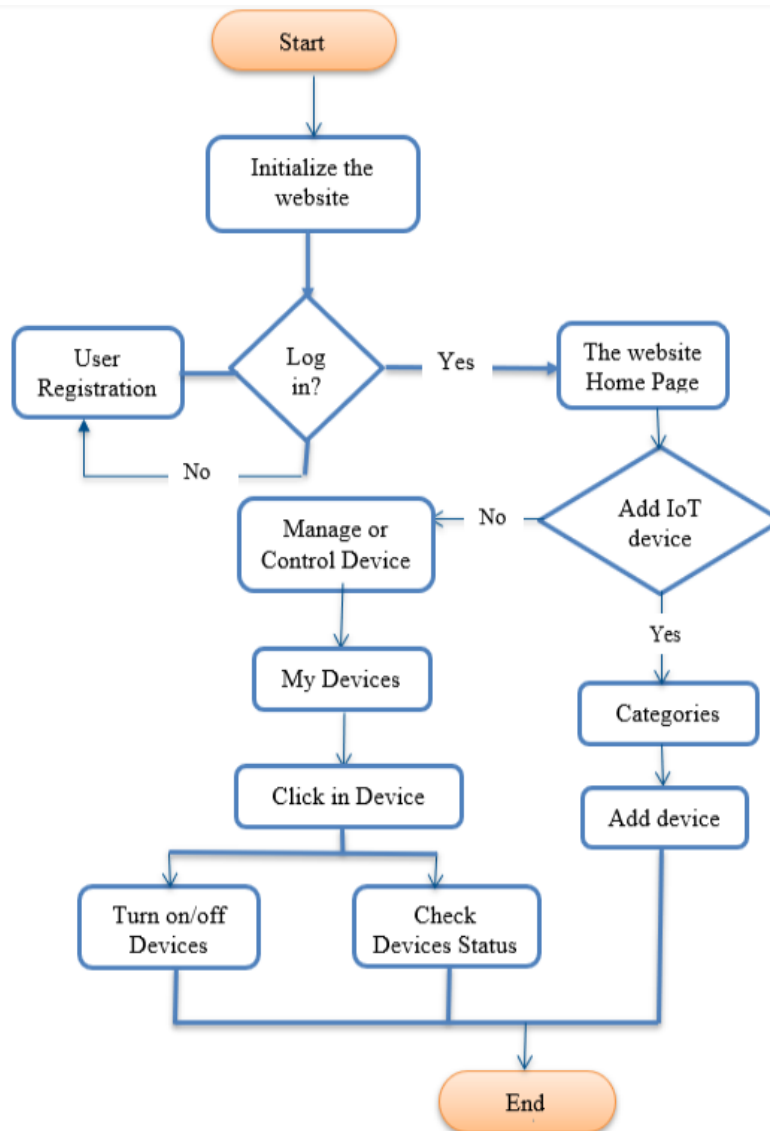 Start
Initialize the
website
User
Registration
Log
in?
Yes
The website
Home Page
No
Manage or
Control Device
No
Add IoT
device
Yes
My Devices
Categories
Click in Device
Add device
Turn on/off
Devices
Check
Devices Status
End